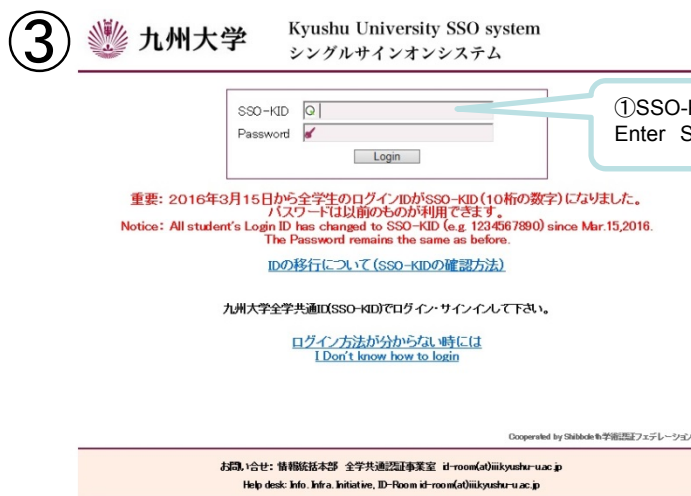 ③
九州大学
Kyushu University SSO system
シングルサインオンシステム
SSO-KID
Password
Login
①SSO-
Enter S
重要: 2016年3月15日から全学生のログインIDがSSO-KID(10桁の数字)になりました。
パスワードは以前のものが利用できます。
Notice: All student's Login ID has changed to SSO-KID (e.g. 1234567890) since Mar.15,2016.
The Password remains the same as before.
IDの移行について(SSO-KIDの確認方法)
九州大学全学共通ID(SSO-KID)でログイン・サインインして下さい。
ログイン方法が分からない時には
I Don't know how to login
Cooperated by Shibboleth学術認証フェデレーション
お問い合せ: 情報統括本部 全学共通認証事業室 id-room(at)iii.kyushu-u.ac.jp
Help desk: Info. Infra. Initiative, ID-Room id-room(at)iii.kyushu-u.ac.jp